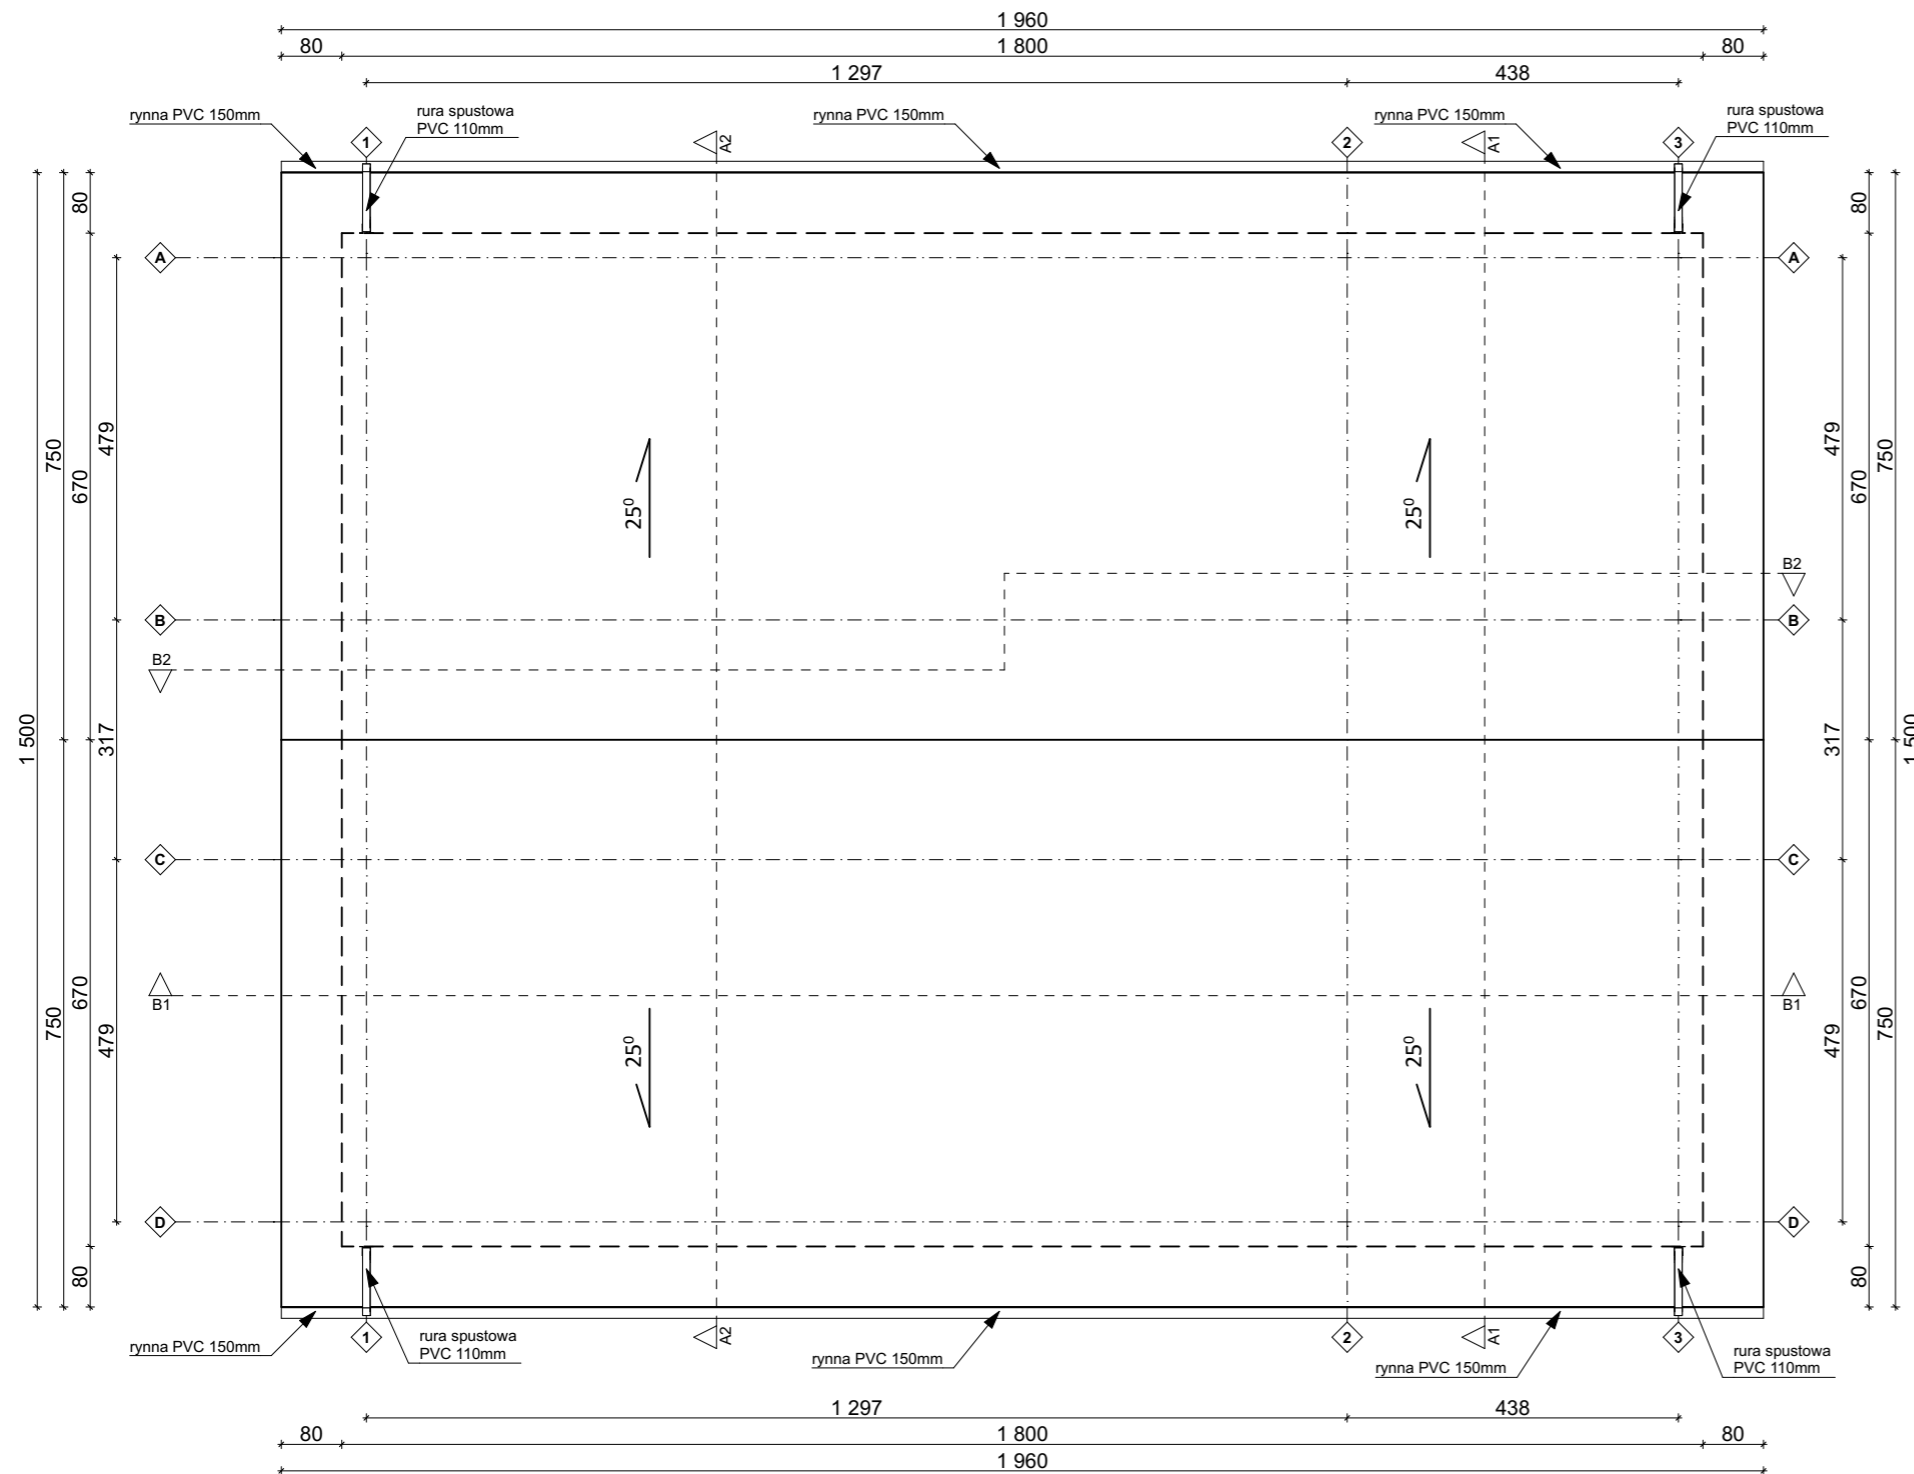 1 960
80 1 800 80
1 297 438
rynna PVC 150mm
rura spustowa
PVC 110mm
rynna PVC 150mm
rynna PVC 150mm
rura spustowa
PVC 110mm
1 A2 2 A1 3
80 80
A A
479 479
750 670 670 750
25⁰ 25⁰
B2
B B
B2
1 500 317 317 1 500
C C
B1 B1
750 670 479 479 670 750
25⁰ 25⁰
D D
80 80
1 A2 2 A1 3
rynna PVC 150mm
rura spustowa
PVC 110mm
rynna PVC 150mm
rynna PVC 150mm
rura spustowa
PVC 110mm
1 297 438
80 1 800 80
1 960